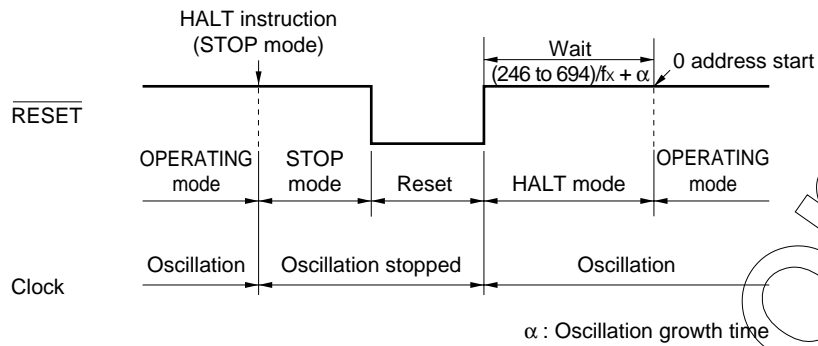 HALT instruction
(STOP mode)
Wait
(246 to 694)/fx + α
0 address start
RESET
OPERATING mode
STOP mode
Reset
HALT mode
OPERATING mode
Clock
Oscillation
Oscillation stopped
Oscillation
α : Oscillation growth time